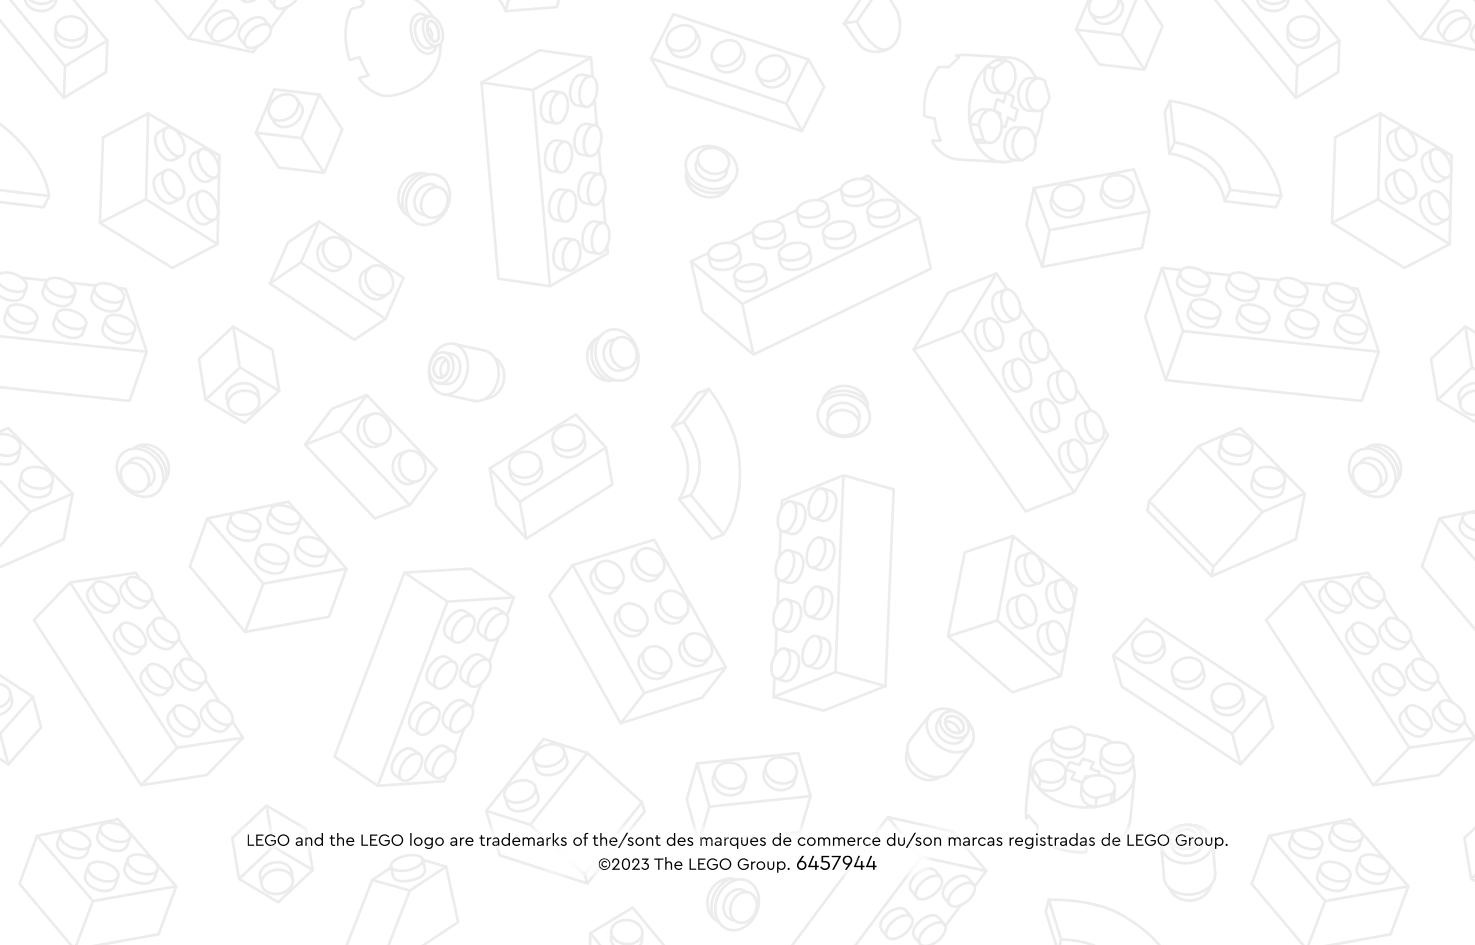 LEGO and the LEGO logo are trademarks of the/sont des marques de commerce du/son marcas registradas de LEGO Group.
©2023 The LEGO Group. 6457944